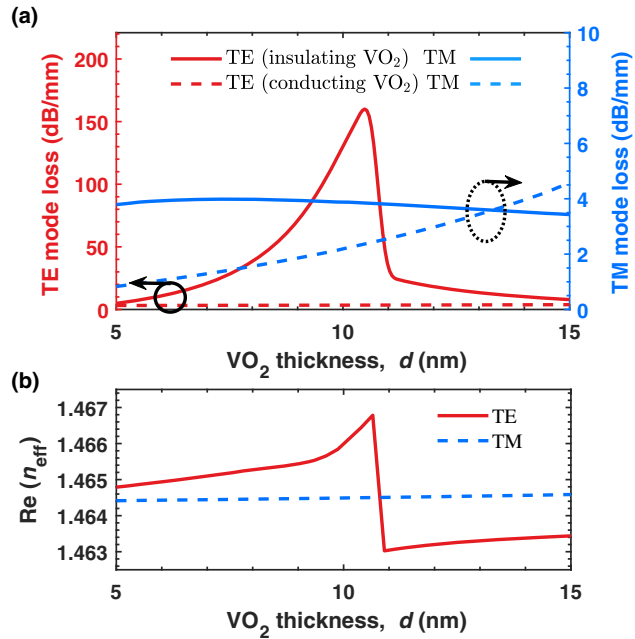 (a)
TE (insulating VO₂) TM
TE (conducting VO₂) TM
TE mode loss (dB/mm)
200
150
100
50
0
TM mode loss (dB/mm)
10
8
6
4
2
0
5 10 15
VO₂ thickness, d (nm)
(b)
TE
TM
Re (n_eff)
1.467
1.466
1.465
1.464
1.463
5 10 15
VO₂ thickness, d (nm)